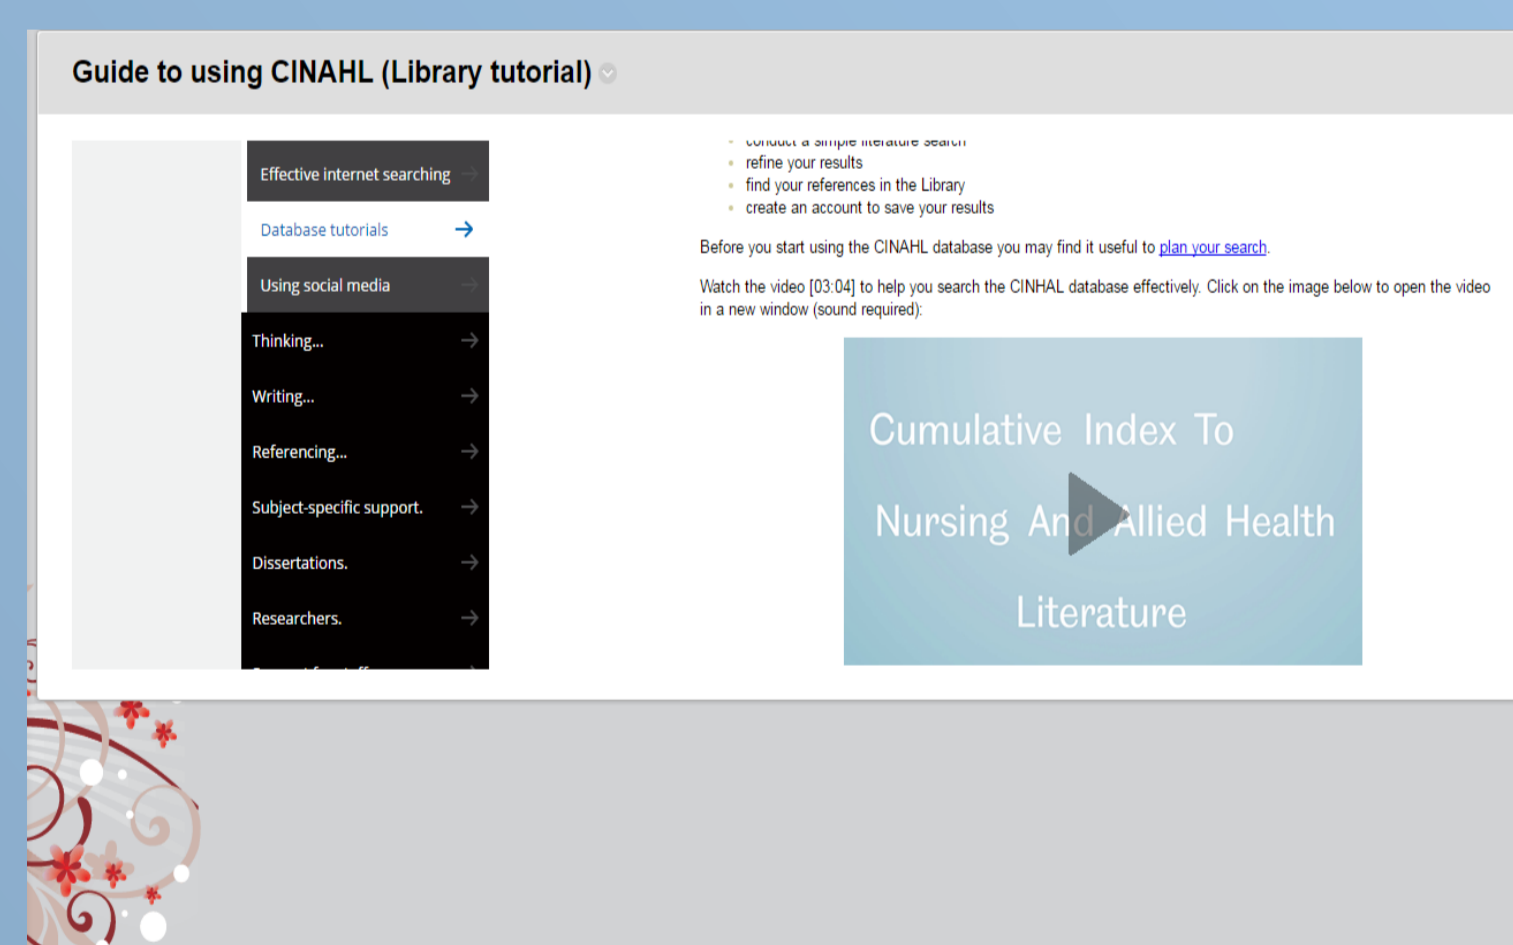 Guide to using CINAHL (Library tutorial)
Effective internet searching
Database tutorials
Using social media
Thinking...
Writing...
Referencing...
Subject-specific support.
Dissertations.
Researchers.
conduct a simple literature search
refine your results
find your references in the Library
create an account to save your results
Before you start using the CINAHL database you may find it useful to plan your search.
Watch the video [03:04] to help you search the CINHAL database effectively. Click on the image below to open the video
in a new window (sound required):
Cumulative Index To
Nursing And Allied Health
Literature